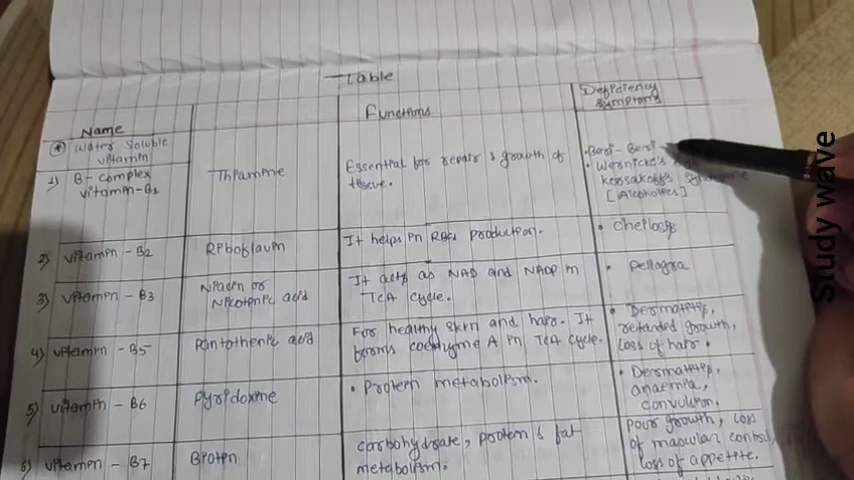 Table
Name
Functions
Deficiency
Symptoms
* Water Soluble
vitamin
1) B-complex
vitamin-B1
Thiamine
Essential for repair & growth of
tissue.
• Beri-Beri
• Wernicke's
Korsakoff's Syndrome
[Alcoholics]
2) vitamin - B2
Riboflavin
It helps in RBCs production.
• Cheilosis
3) vitamin - B3
Niacin or
Nicotinic acid
It acts as NAD and NADP in
TCA cycle.
• Pellagra
4) vitamin - B5
Pantothenic acid
For healthy skin and hair. It
forms coenzyme A in TCA cycle.
• Dermatitis,
retarded growth,
Loss of hair.
5) vitamin - B6
Pyridoxine
• Protein metabolism.
• Dermatitis,
anaemia,
convulsion.
6) vitamin - B7
Biotin
carbohydrate, protein & fat
metabolism.
Poor growth, Loss
of mascular control,
loss of appetite.
Study wave